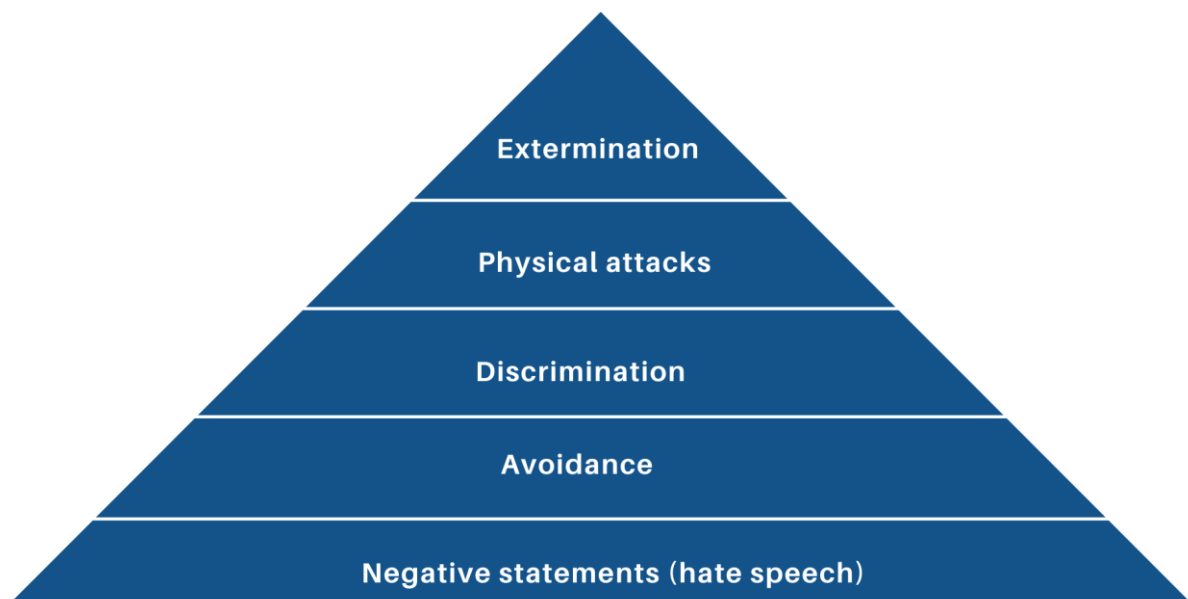 Extermination
Physical attacks
Discrimination
Avoidance
Negative statements (hate speech)